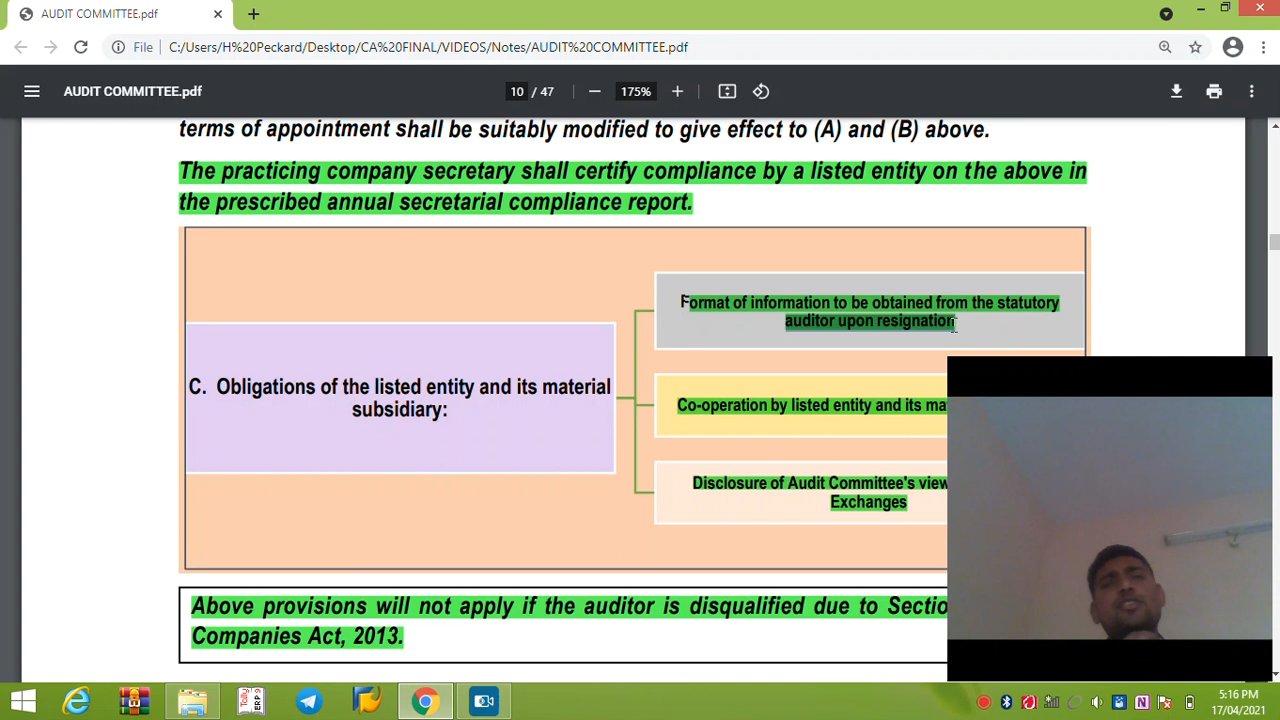 AUDIT COMMITTEE.pdf
File C:/Users/H%20Peckard/Desktop/CA%20FINAL/VIDEOS/Notes/AUDIT%20COMMITTEE.pdf
AUDIT COMMITTEE.pdf 10 / 47 175%
terms of appointment shall be suitably modified to give effect to (A) and (B) above.
The practicing company secretary shall certify compliance by a listed entity on the above in
the prescribed annual secretarial compliance report.
C. Obligations of the listed entity and its material
subsidiary:
Format of information to be obtained from the statutory
auditor upon resignation
Co-operation by listed entity and its
Disclosure of Audit Committee's
Exchanges
Above provisions will not apply if the auditor is disqualified due to
Companies Act, 2013.
Tally
ERP 9
N
5:16 PM
17/04/2021